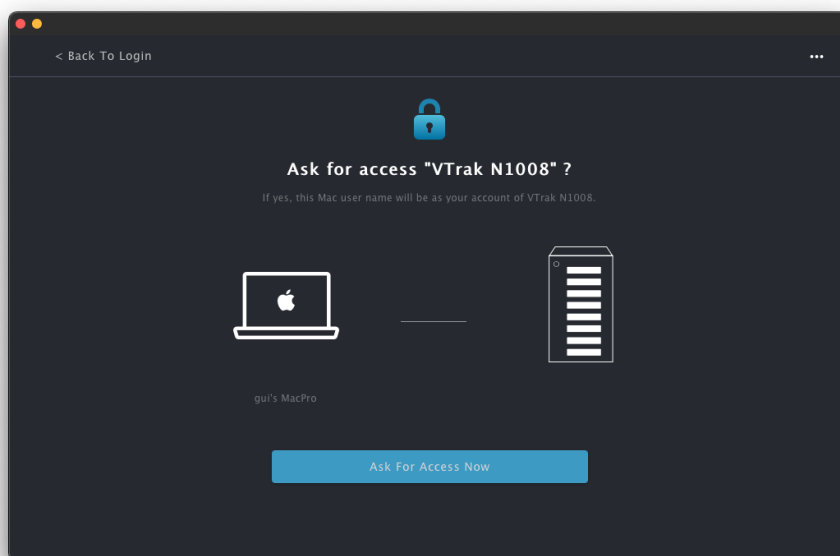 < Back To Login
•••
Ask for access "VTrak N1008" ?
If yes, this Mac user name will be as your account of VTrak N1008.
gui's MacPro
Ask For Access Now